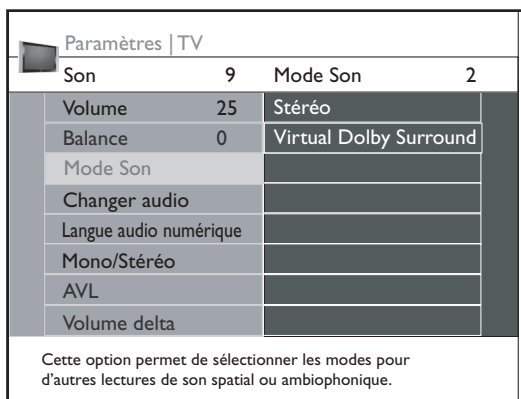 Paramètres | TV
Son 9 Mode Son 2
Volume 25 Stéréo
Balance 0 Virtual Dolby Surround
Mode Son
Changer audio
Langue audio numérique
Mono/Stéréo
AVL
Volume delta
Cette option permet de sélectionner les modes pour
d'autres lectures de son spatial ou ambiophonique.